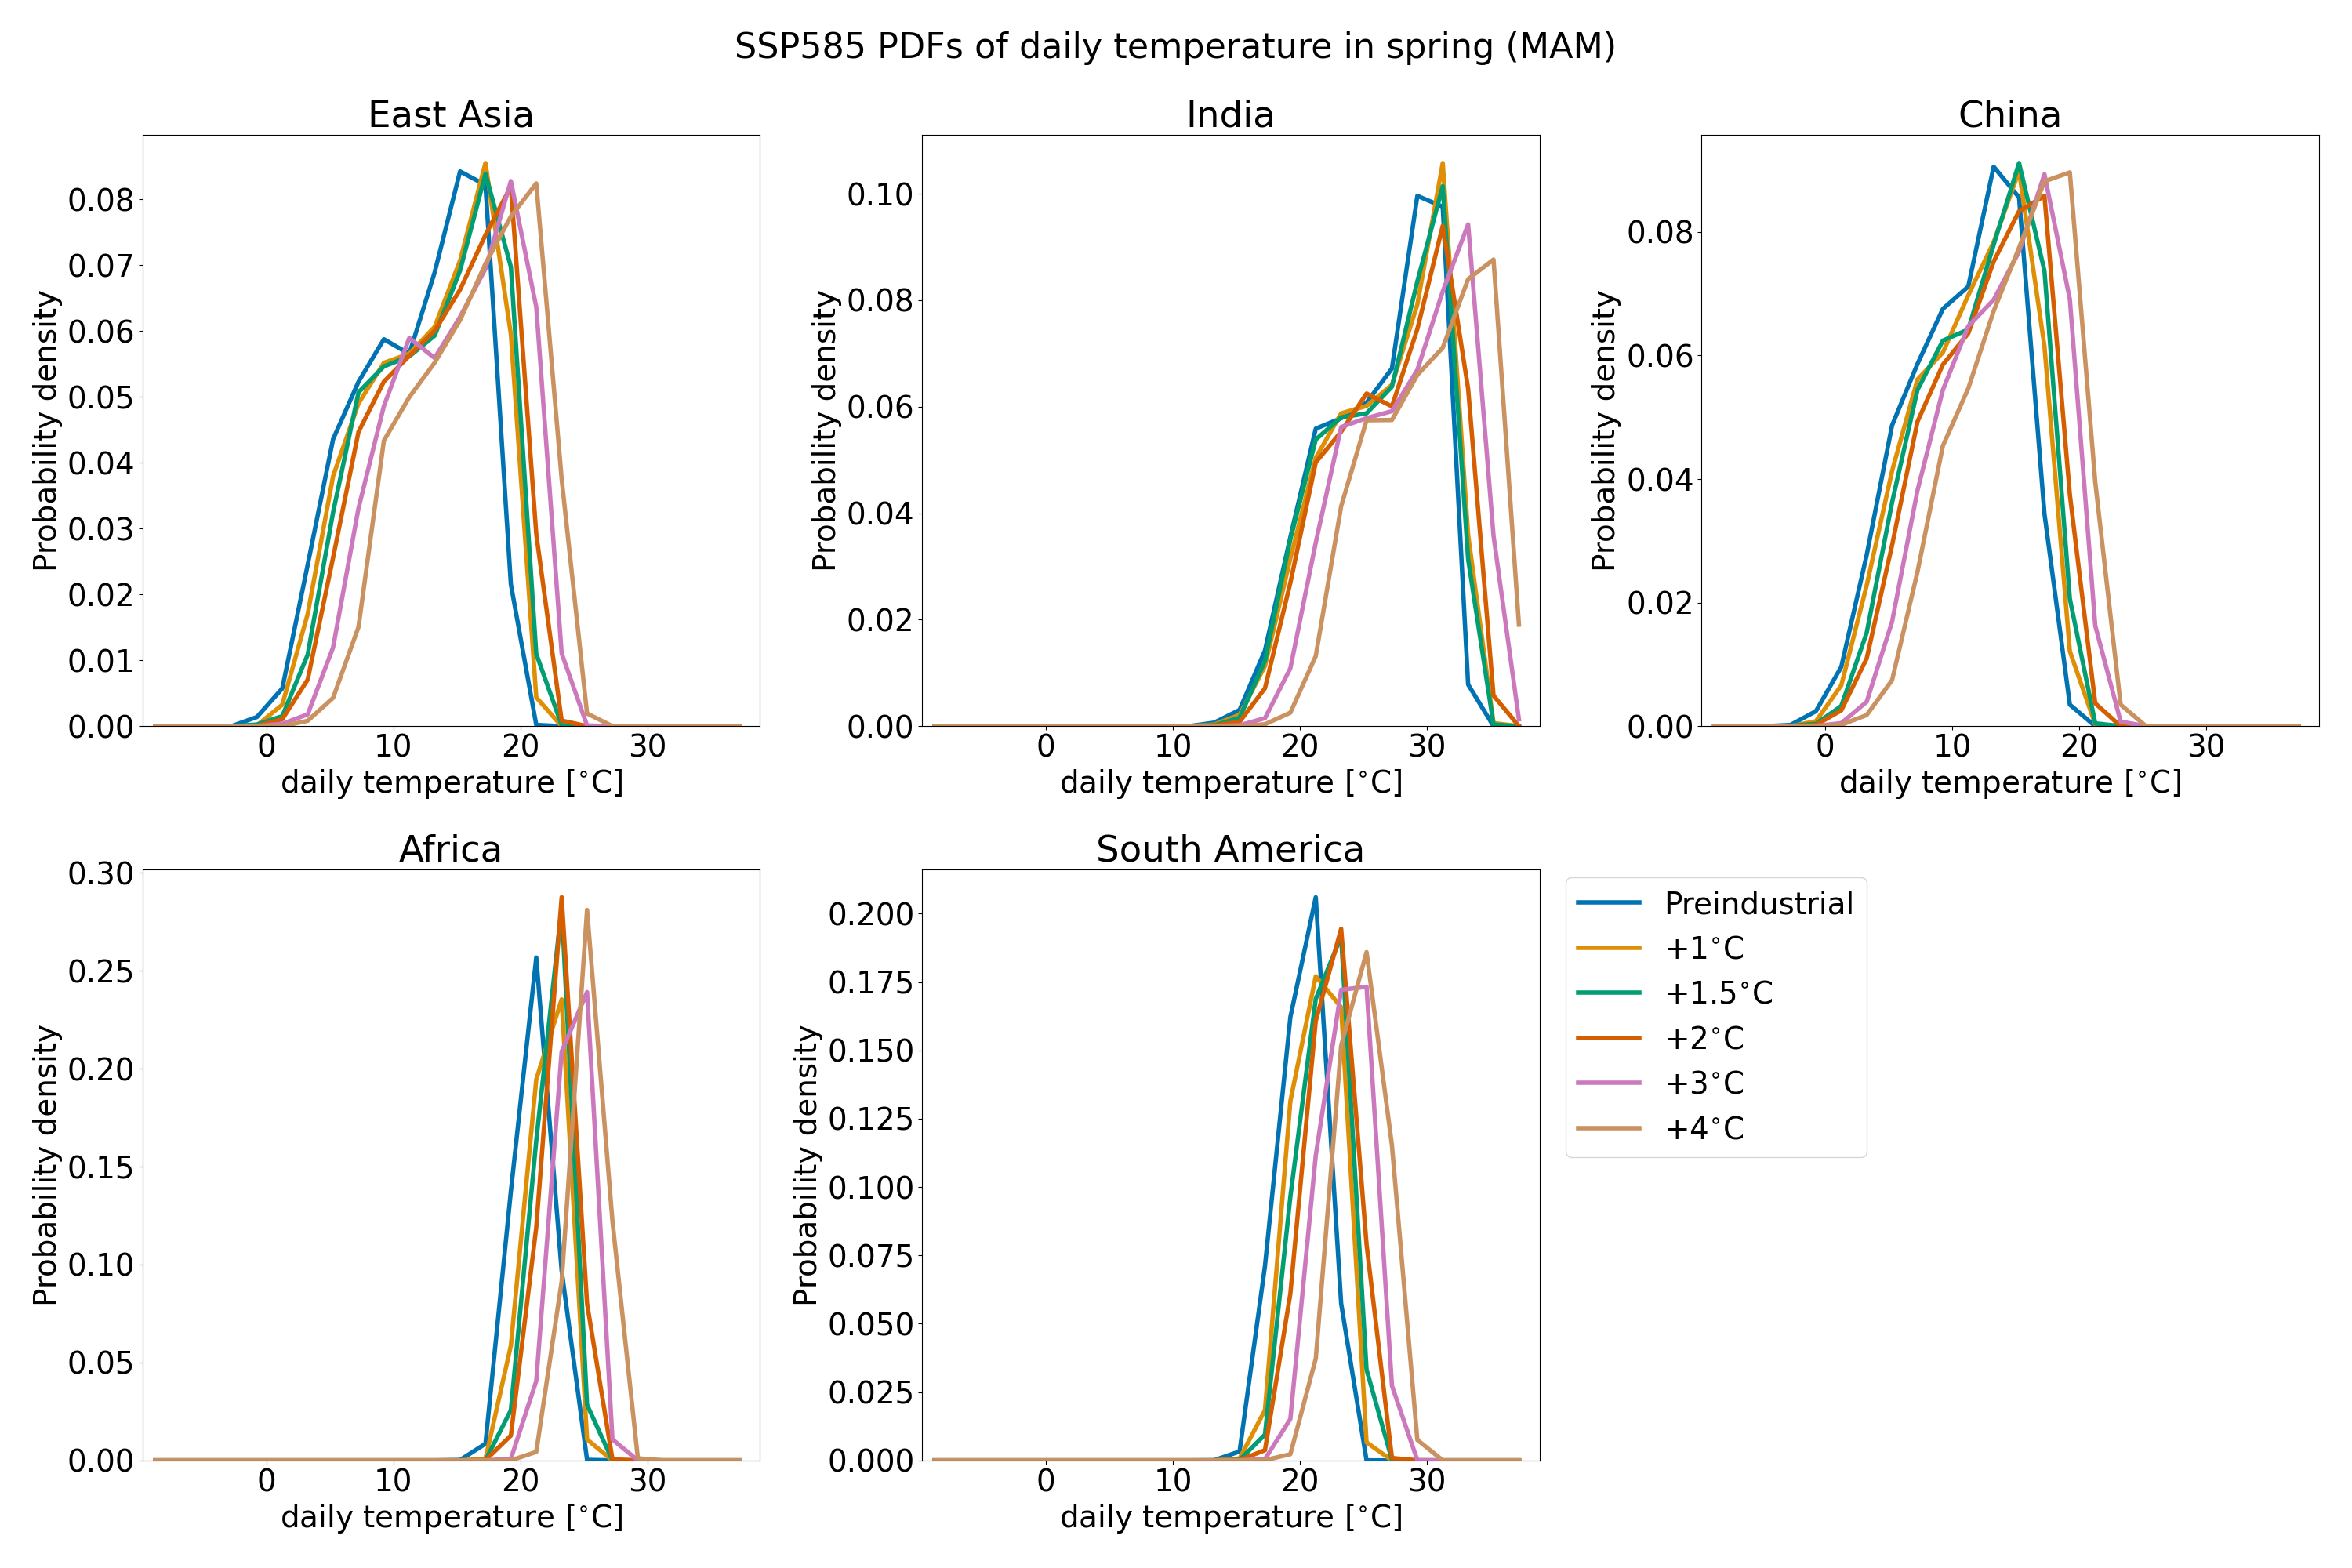 SSP585 PDFs of daily temperature in spring (MAM)
East Asia
Probability density
0.08
0.07
0.06
0.05
0.04
0.03
0.02
0.01
0.00
0 10 20 30
daily temperature [°C]
India
Probability density
0.10
0.08
0.06
0.04
0.02
0.00
0 10 20 30
daily temperature [°C]
China
Probability density
0.08
0.06
0.04
0.02
0.00
0 10 20 30
daily temperature [°C]
Africa
Probability density
0.30
0.25
0.20
0.15
0.10
0.05
0.00
0 10 20 30
daily temperature [°C]
South America
Probability density
0.200
0.175
0.150
0.125
0.100
0.075
0.050
0.025
0.000
0 10 20 30
daily temperature [°C]
Preindustrial
+1°C
+1.5°C
+2°C
+3°C
+4°C